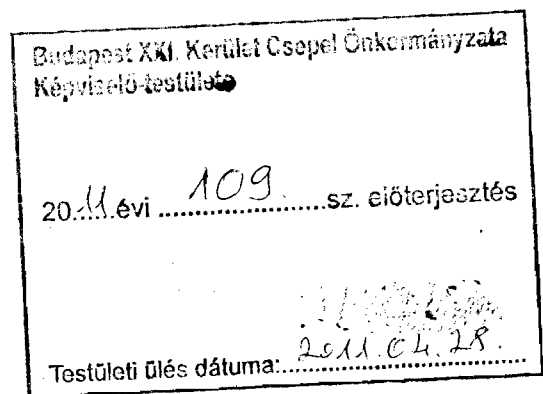 Budapest XXI. Kerület Csepel Önkormányzata
Képviselő-testülete
20.11.évi ....109.....................sz. előterjesztés
Testületi ülés dátuma:....2011.04.28.....